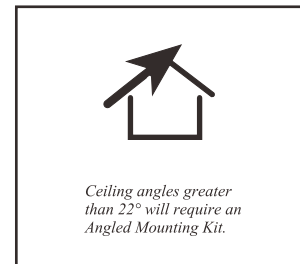 Ceiling angles greater
than 22° will require an
Angled Mounting Kit.